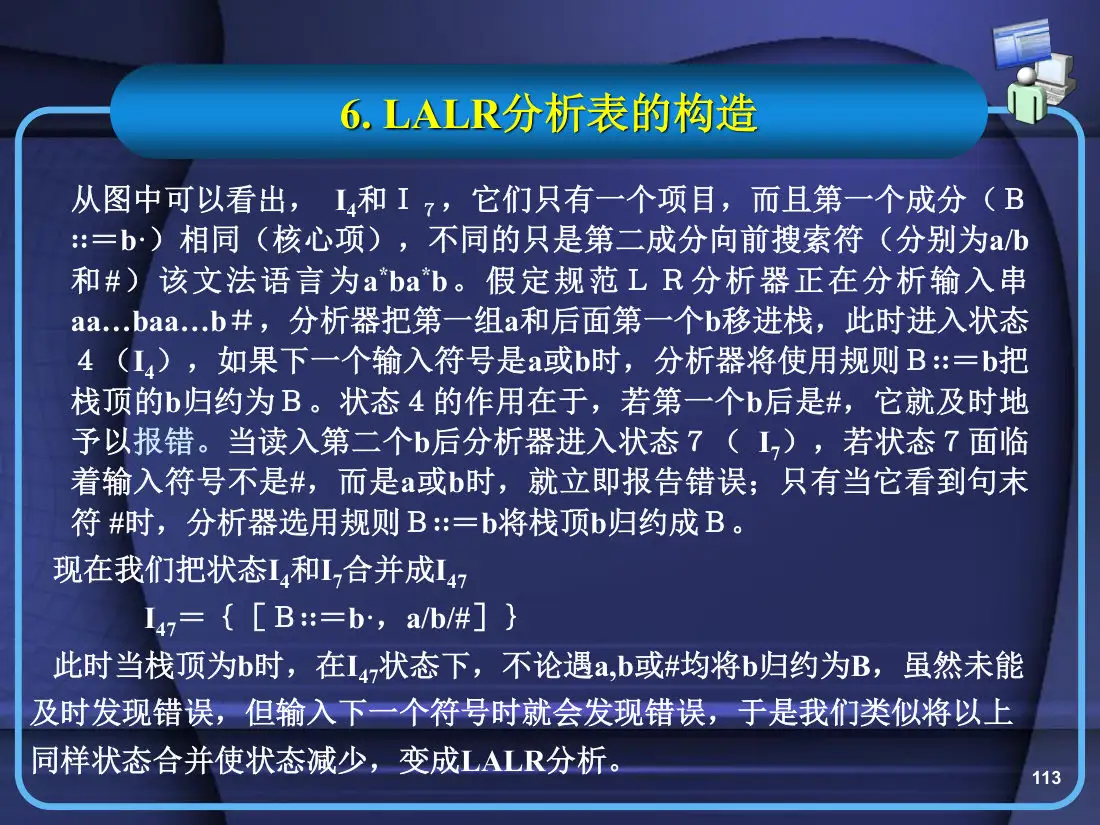 6. LALR分析表的构造
从图中可以看出， I4和Ｉ７，它们只有一个项目，而且第一个成分（Ｂ
::＝b·）相同（核心项），不同的只是第二成分向前搜索符（分别为a/b
和#）该文法语言为a*ba*b。假定规范ＬＲ分析器正在分析输入串
aa…baa…b＃，分析器把第一组a和后面第一个b移进栈，此时进入状态
４（I4），如果下一个输入符号是a或b时，分析器将使用规则Ｂ::＝b把
栈顶的b归约为Ｂ。状态４的作用在于，若第一个b后是#，它就及时地
予以报错。当读入第二个b后分析器进入状态７（ I7），若状态７面临
着输入符号不是#，而是a或b时，就立即报告错误；只有当它看到句末
符 #时，分析器选用规则Ｂ::＝b将栈顶b归约成Ｂ。
现在我们把状态I4和I7合并成I47
I47＝｛［Ｂ::＝b·，a/b/#］｝
此时当栈顶为b时，在I47状态下，不论遇a,b或#均将b归约为B，虽然未能
及时发现错误，但输入下一个符号时就会发现错误，于是我们类似将以上
同样状态合并使状态减少，变成LALR分析。
113